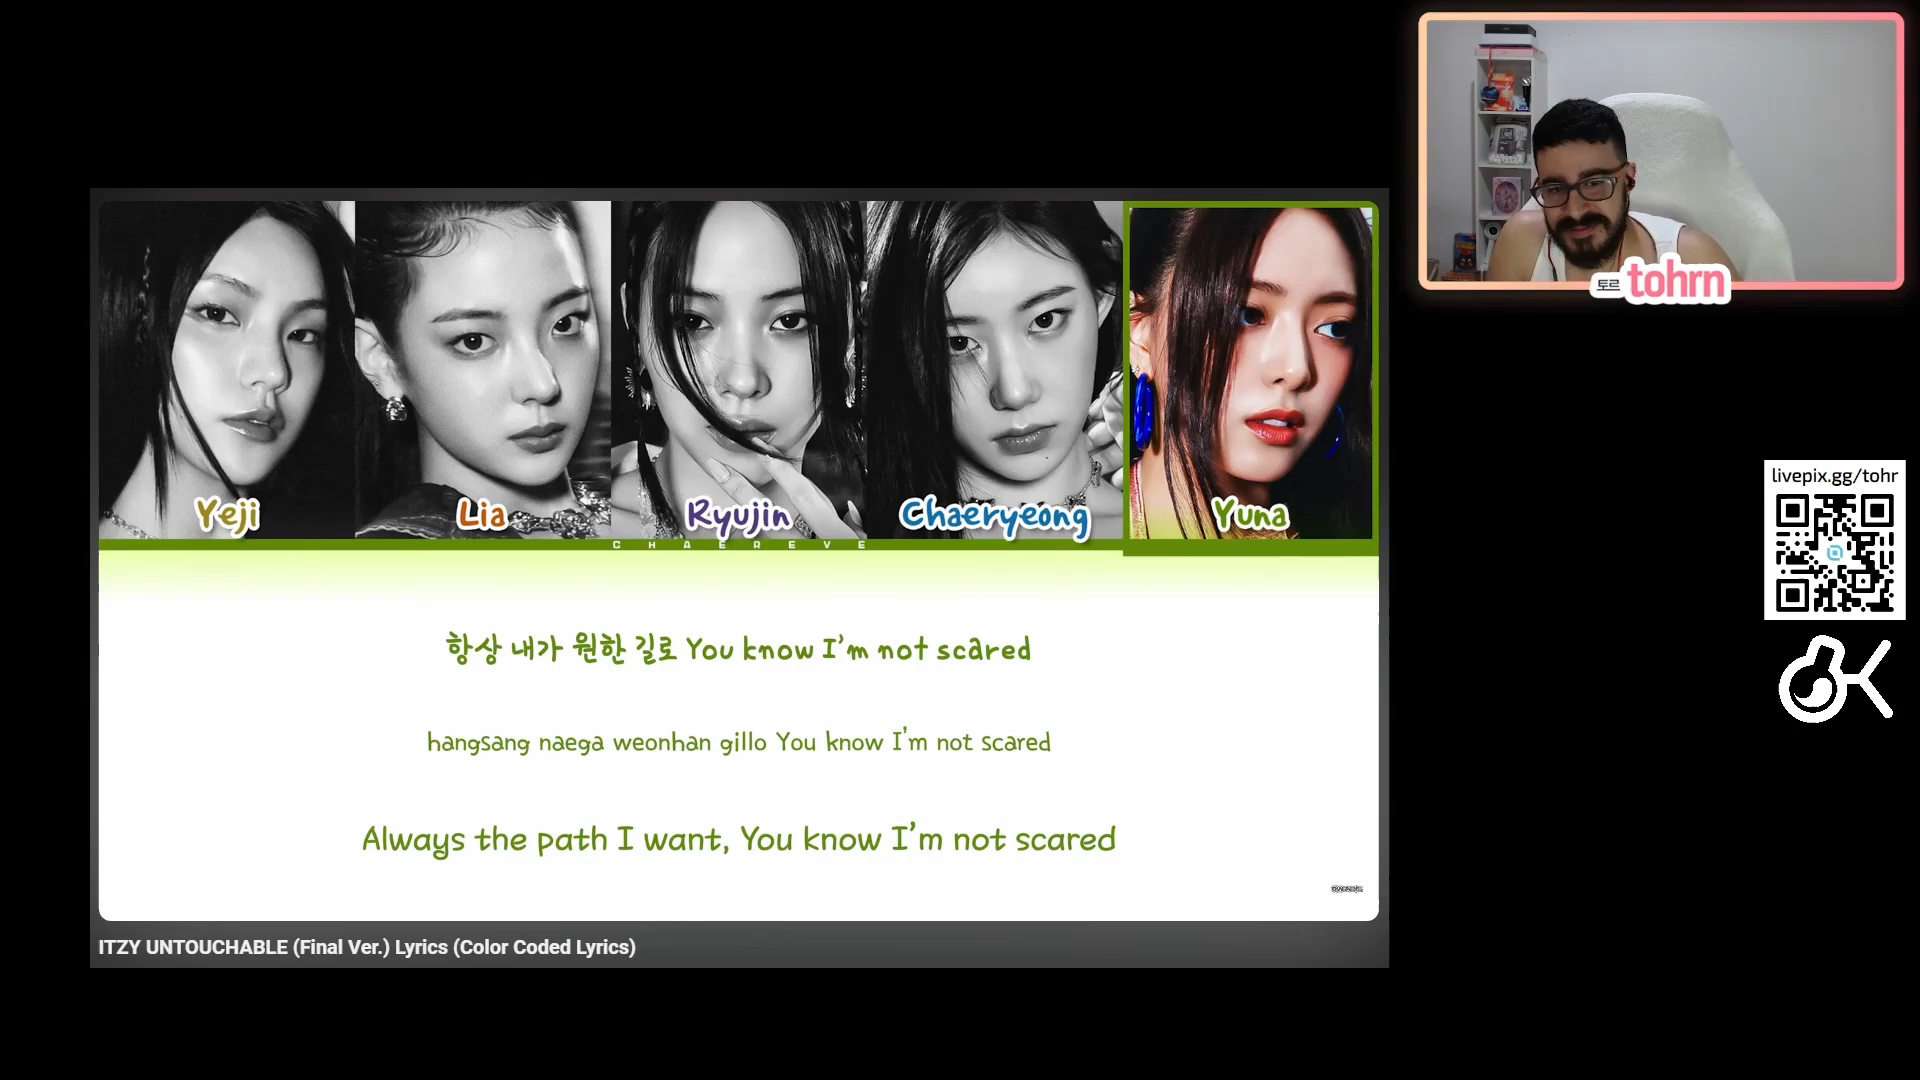 토르 tohrn
livepix.gg/tohr
Yeji
Lia
Ryujin
Chaeryeong
Yuna
CHAEREVE
항상 내가 원한 길로 You know I'm not scared
hangsang naega weonhan gillo You know I'm not scared
Always the path I want, You know I'm not scared
ITZY UNTOUCHABLE (Final Ver.) Lyrics (Color Coded Lyrics)